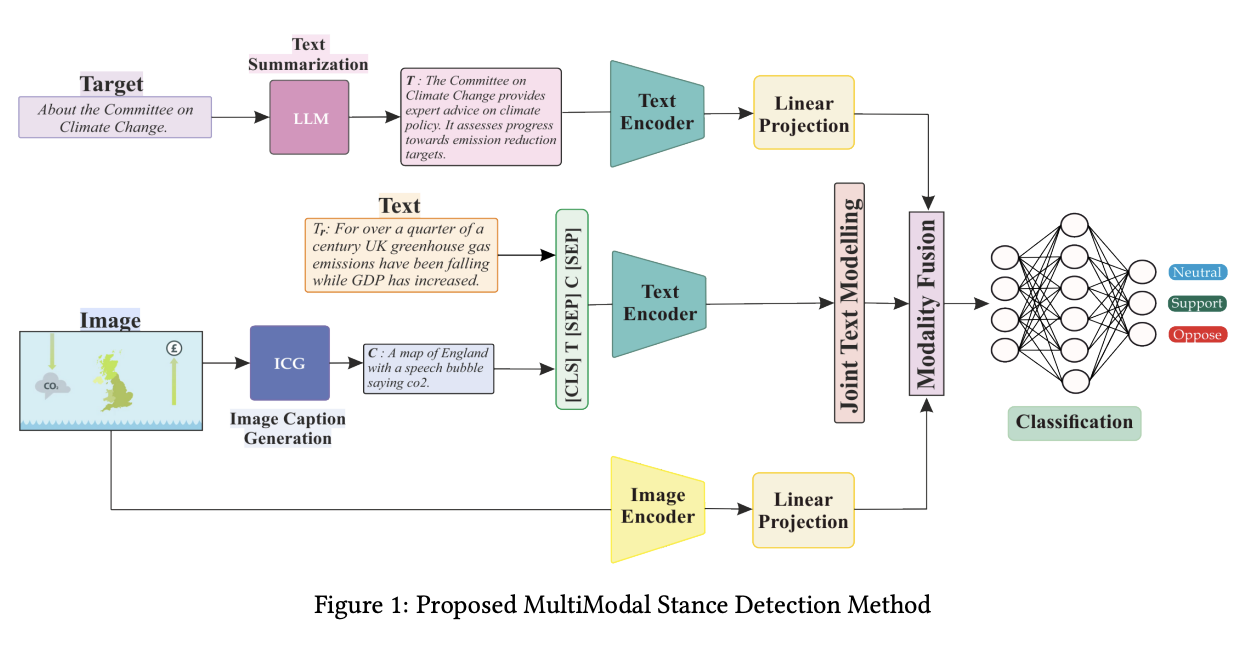 Target
About the Committee on
Climate Change.
Text
Summarization
LLM
T : The Committee on
Climate Change provides
expert advice on climate
policy. It assesses progress
towards emission reduction
targets.
Text
Encoder
Linear
Projection
Text
Tr: For over a quarter of a
century UK greenhouse gas
emissions have been falling
while GDP has increased.
Image
CO₂
£
ICG
Image Caption
Generation
C : A map of England
with a speech bubble
saying co2.
[CLS] T [SEP] C [SEP]
Text
Encoder
Joint Text Modelling
Modality Fusion
Image
Encoder
Linear
Projection
Neutral
Support
Oppose
Classification
Figure 1: Proposed MultiModal Stance Detection Method